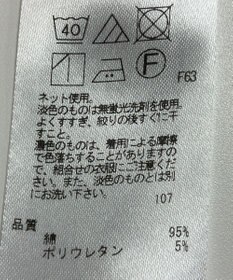 40
F
F63
ネット使用。
淡色のものは無蛍光洗剤を使用。
よくすすぎ、絞りの後すぐに干
すこと。
濃色のものは、着用による摩擦
で色落ちすることがありますの
で、組合せの衣服にご注意くだ
さい。また、淡色のものとは別
にお洗い下さい。
107
品質
綿 95%
ポリウレタン 5%